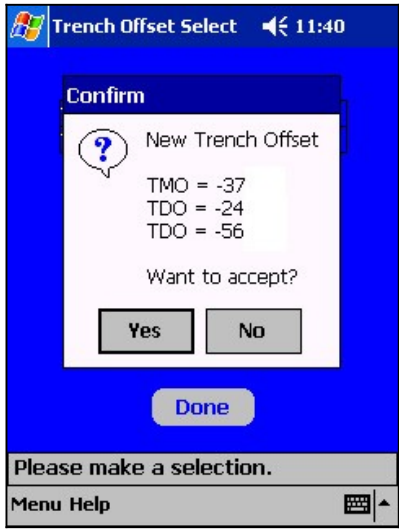 Trench Offset Select 11:40
Confirm
?
New Trench Offset
TMO = -37
TDO = -24
TDO = -56
Want to accept?
Yes No
Done
Please make a selection.
Menu Help